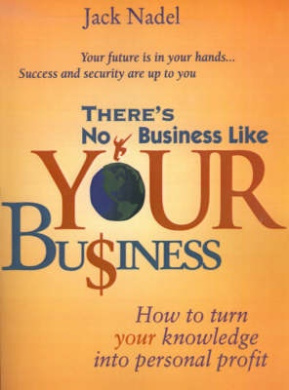 Jack Nadel
Your future is in your hands...
Success and security are up to you
THERE'S
NO Business Like
YOUR
BU$INESS
How to turn
your knowledge
into personal profit